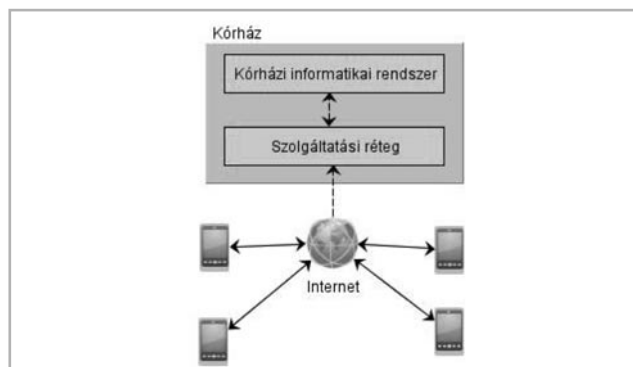 Kórház
Kórházi informatikai rendszer
Szolgáltatási réteg
Internet